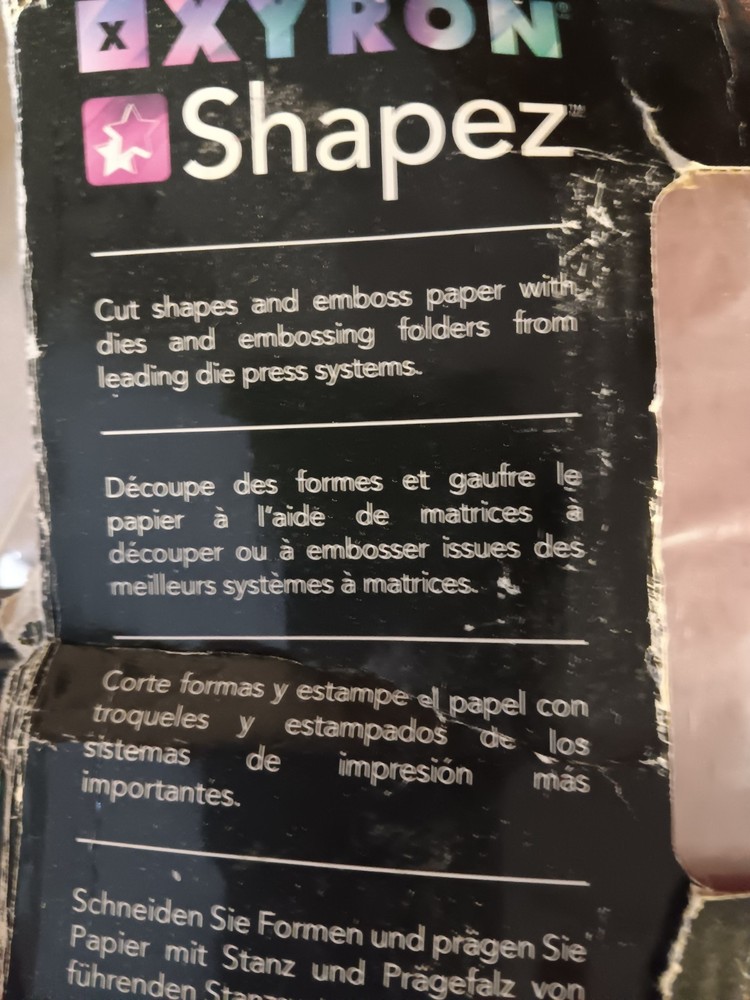 x XYRON®
Shapez™
Cut shapes and emboss paper with
dies and embossing folders from
leading die press systems.
Découpe des formes et gaufre le
papier à l'aide de matrices à
découper ou à embosser issues des
meilleurs systèmes à matrices.
Corte formas y estampe el papel con
troqueles y estampados de los
sistemas de impresión más
importantes.
Schneiden Sie Formen und prägen Sie
Papier mit Stanz und Prägefalz von
führenden